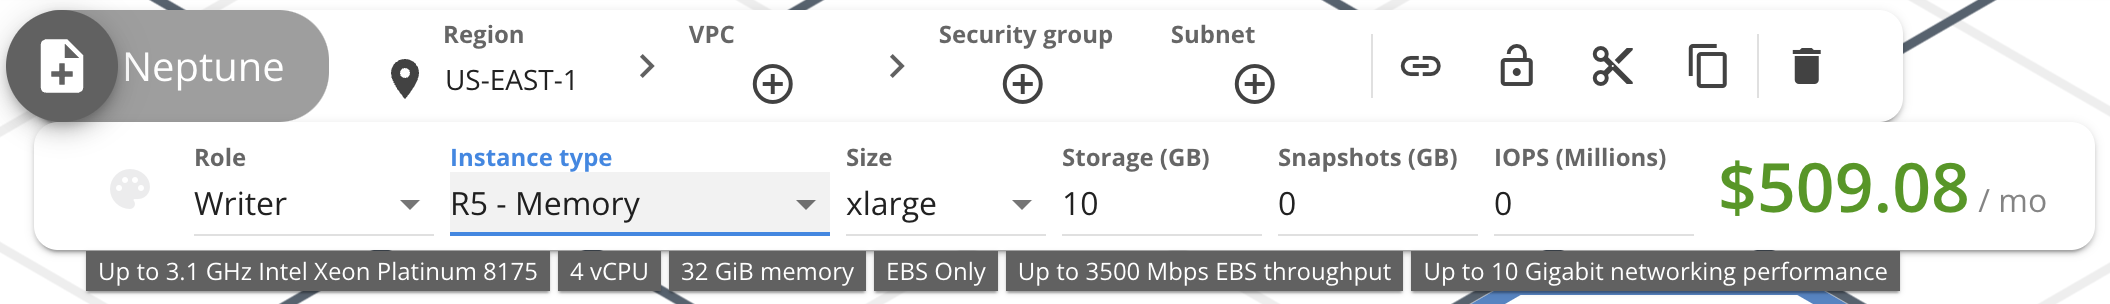 Neptune
Region
US-EAST-1
VPC
Security group
Subnet
Role
Writer
Instance type
R5 - Memory
Size
xlarge
Storage (GB)
10
Snapshots (GB)
0
IOPS (Millions)
0
$509.08 / mo
Up to 3.1 GHz Intel Xeon Platinum 8175
4 vCPU
32 GiB memory
EBS Only
Up to 3500 Mbps EBS throughput
Up to 10 Gigabit networking performance